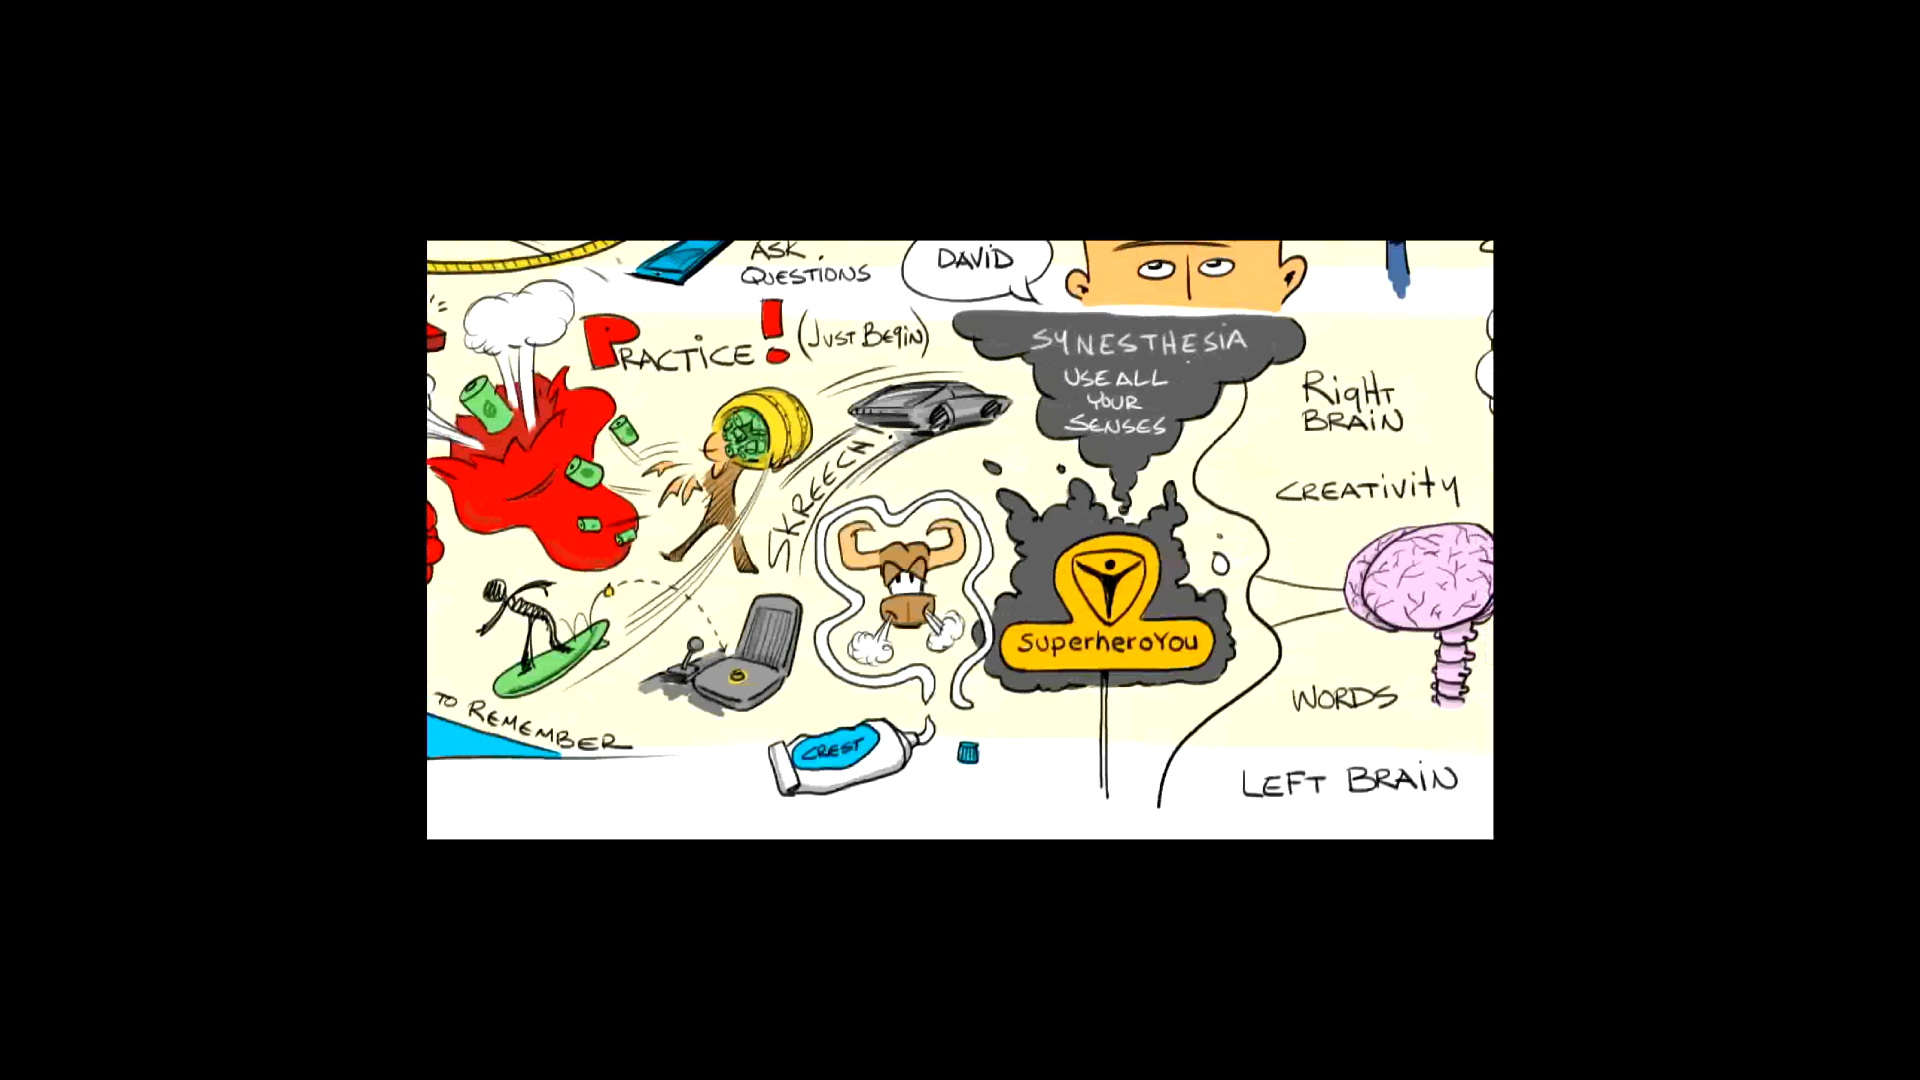 ASK
QUESTIONS
DAViD
PRACTiCE!
(JUST BEgiN)
SYNESTHESiA
USE ALL
YOUR
SENSES
RigHT
BRAiN
SKREECH!
CREATiViTy
SuperheroYou
WORDS
TO REMEMBER
CREST
LEFT BRAiN